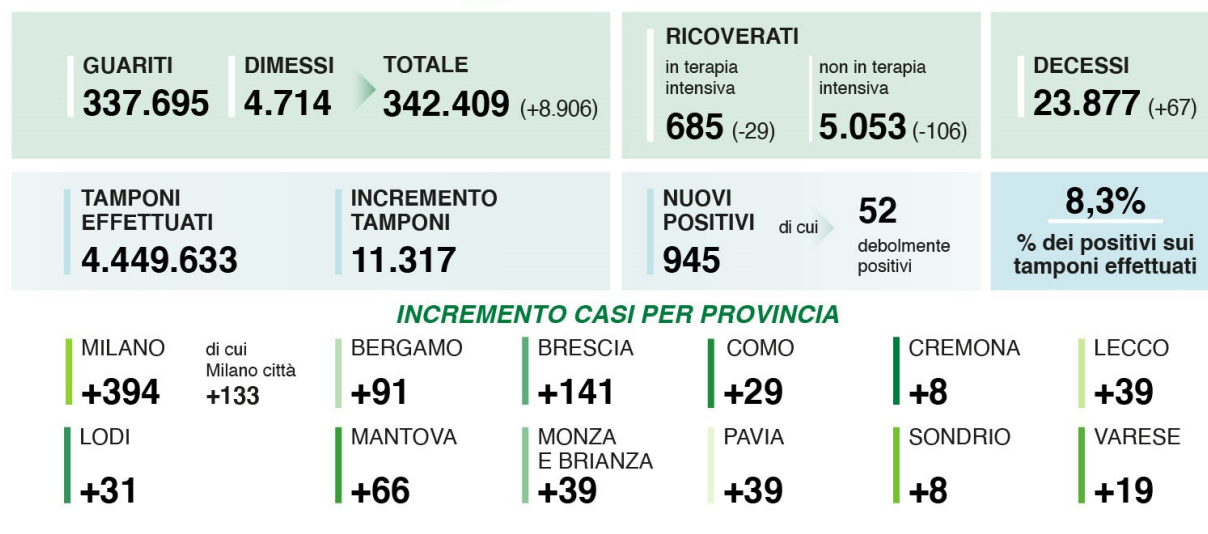 GUARITI
337.695
DIMESSI
4.714
TOTALE
342.409 (+8.906)
RICOVERATI
in terapia
intensiva
685 (-29)
non in terapia
intensiva
5.053 (-106)
DECESSI
23.877 (+67)
TAMPONI
EFFETTUATI
4.449.633
INCREMENTO
TAMPONI
11.317
NUOVI
POSITIVI
945
di cui
52
debolmente
positivi
8,3%
% dei positivi sui
tamponi effettuati
INCREMENTO CASI PER PROVINCIA
MILANO
+394
di cui
Milano città
+133
BERGAMO
+91
BRESCIA
+141
COMO
+29
CREMONA
+8
LECCO
+39
LODI
+31
MANTOVA
+66
MONZA
E BRIANZA
+39
PAVIA
+39
SONDRIO
+8
VARESE
+19